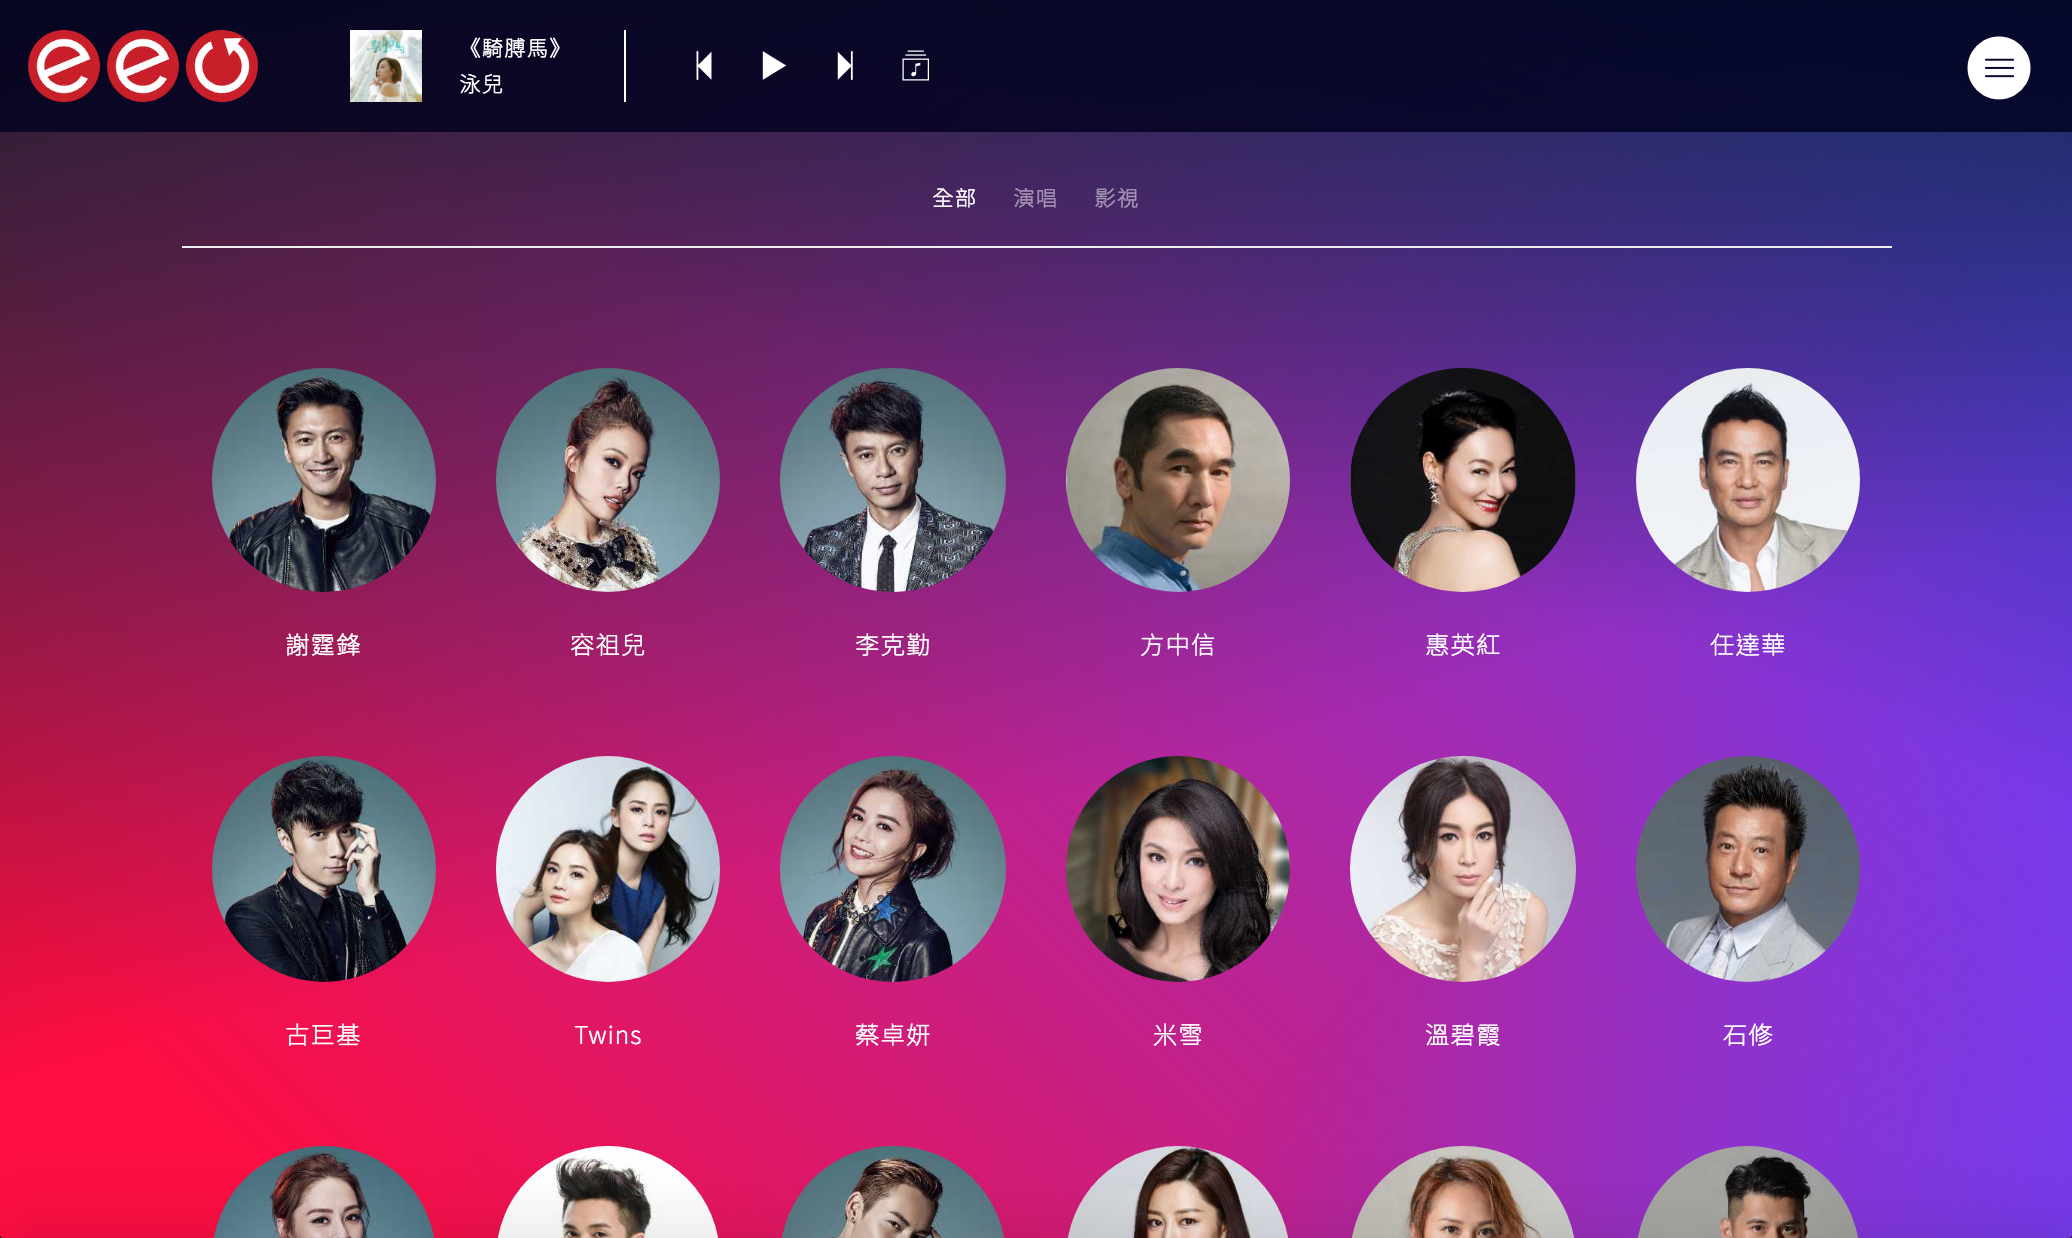 eeo
《騎膊馬》
泳兒
全部 演唱 影視
謝霆鋒 容祖兒 李克勤 方中信 惠英紅 任達華
古巨基 Twins 蔡卓妍 米雪 溫碧霞 石修